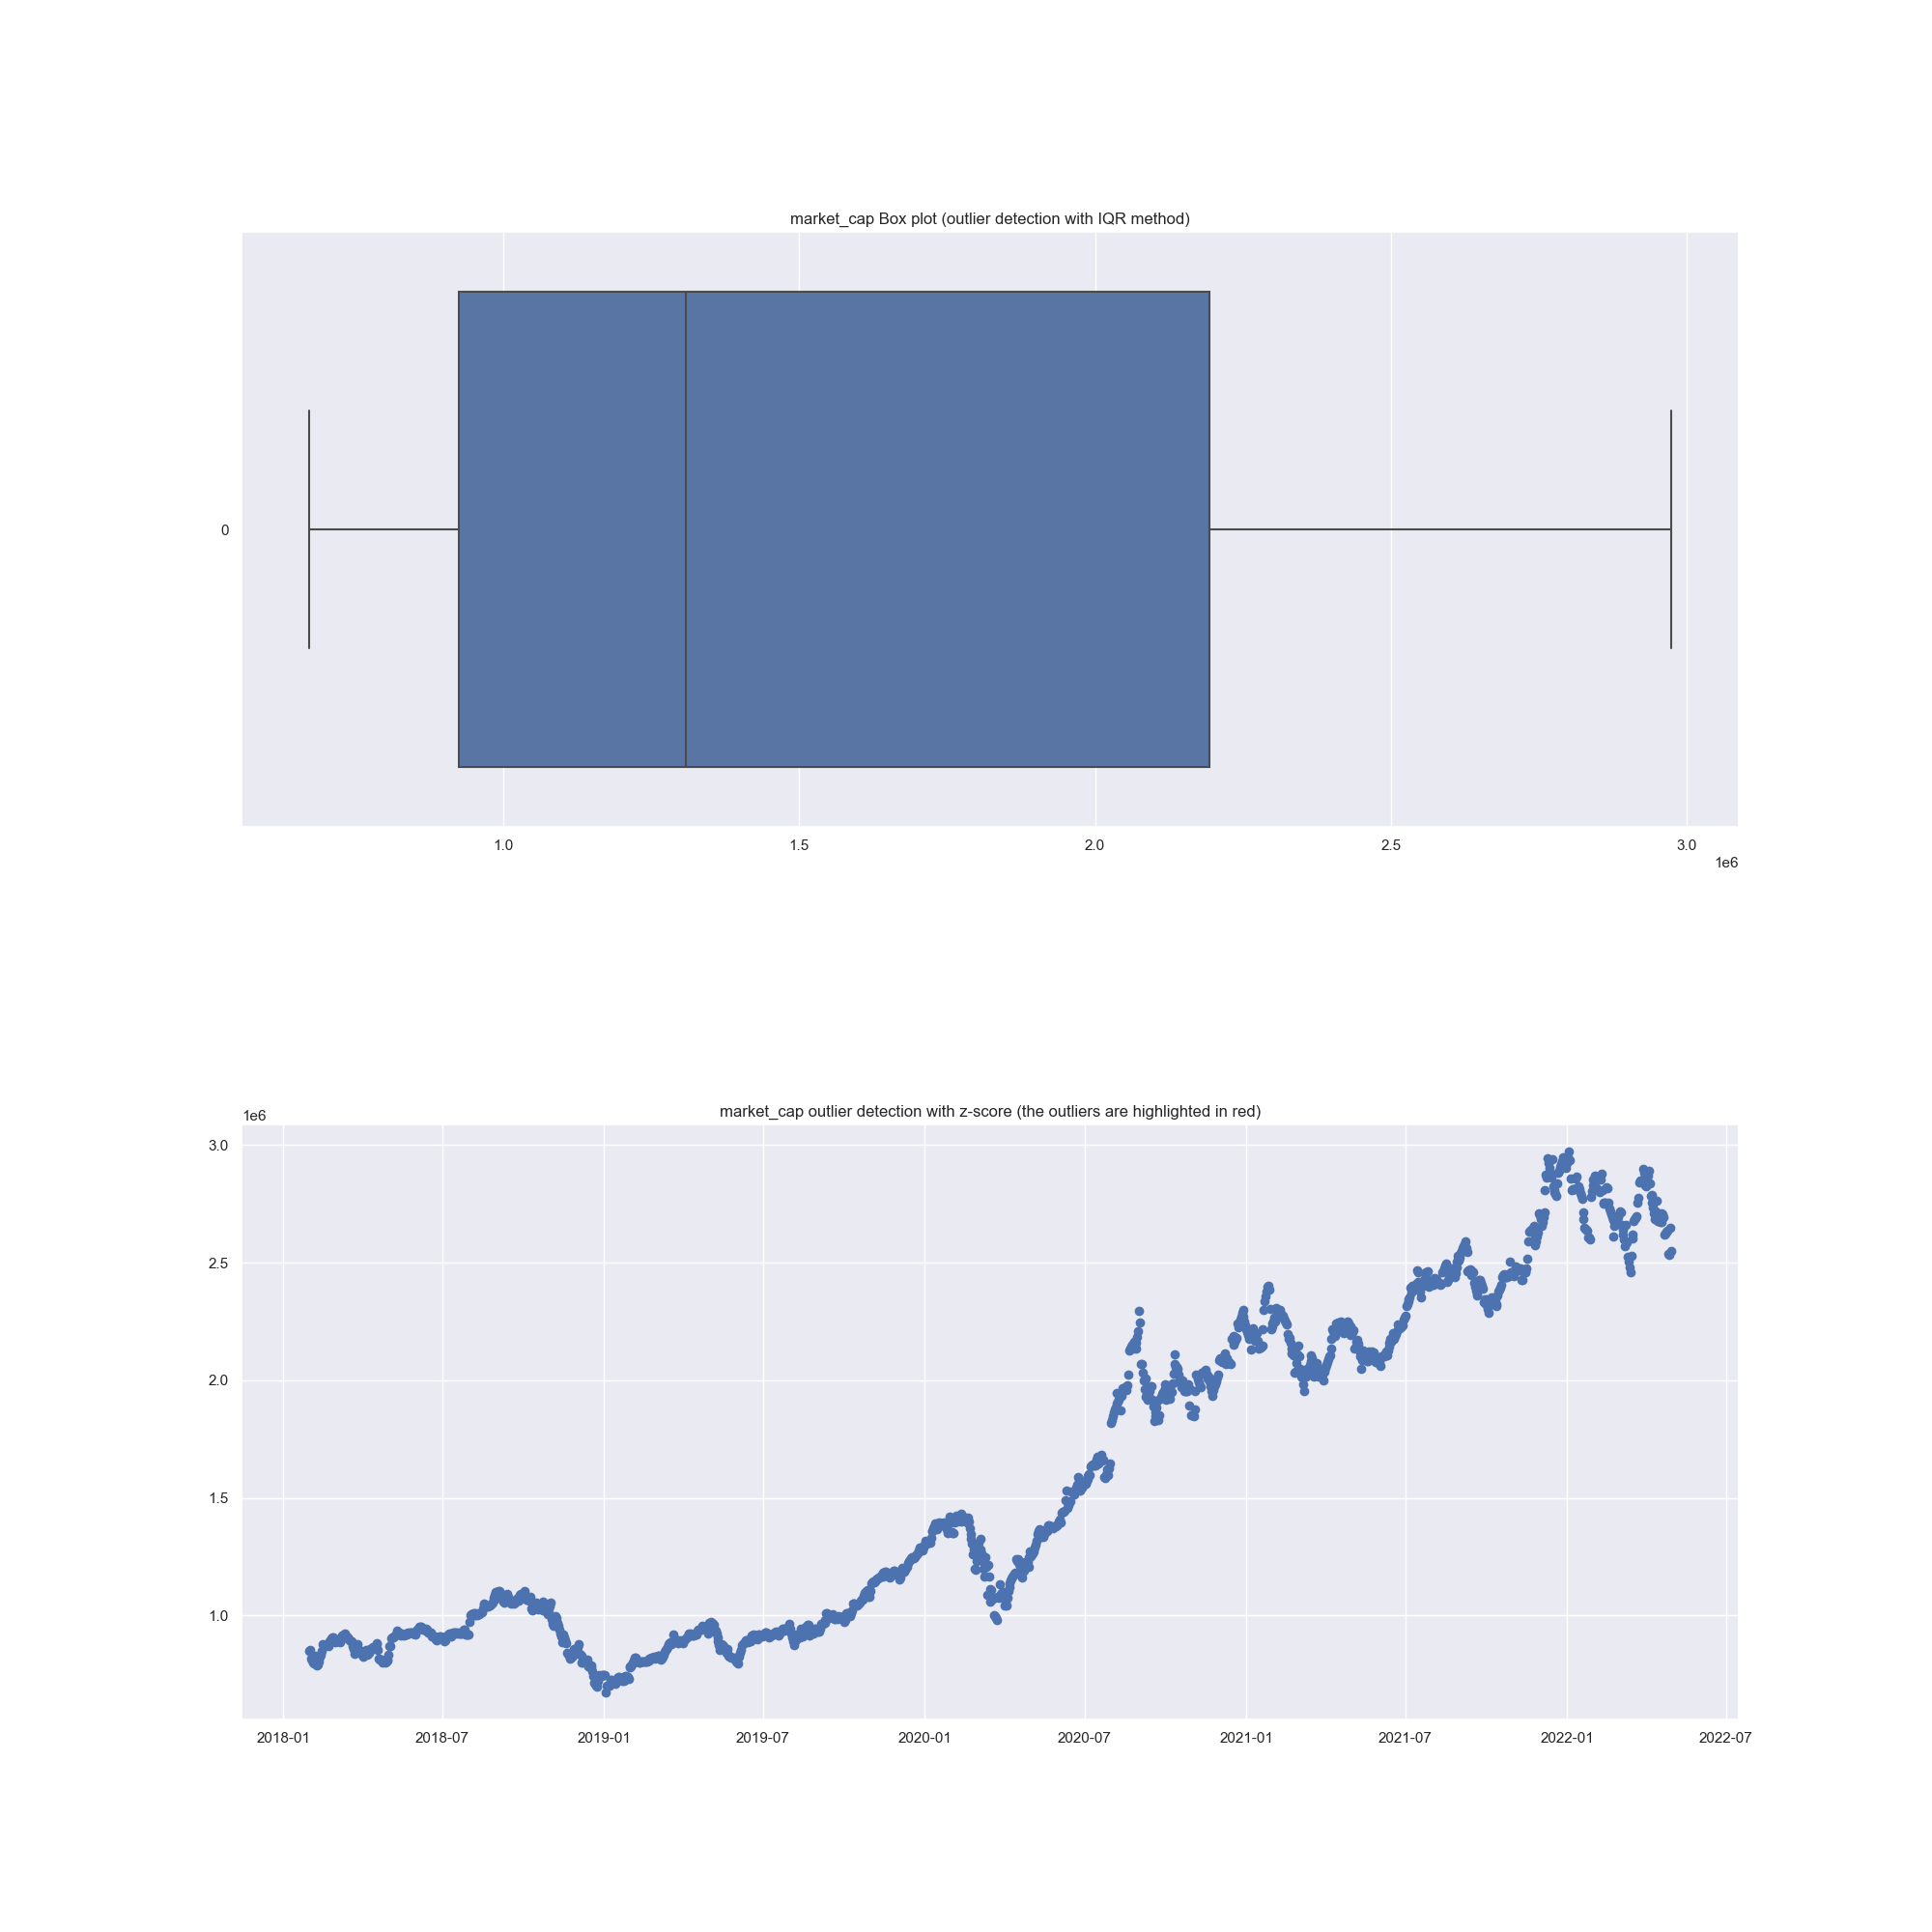 market_cap Box plot (outlier detection with IQR method)
0
1.0 1.5 2.0 2.5 3.0
1e6
market_cap outlier detection with z-score (the outliers are highlighted in red)
1e6
3.0
2.5
2.0
1.5
1.0
2018-01 2018-07 2019-01 2019-07 2020-01 2020-07 2021-01 2021-07 2022-01 2022-07